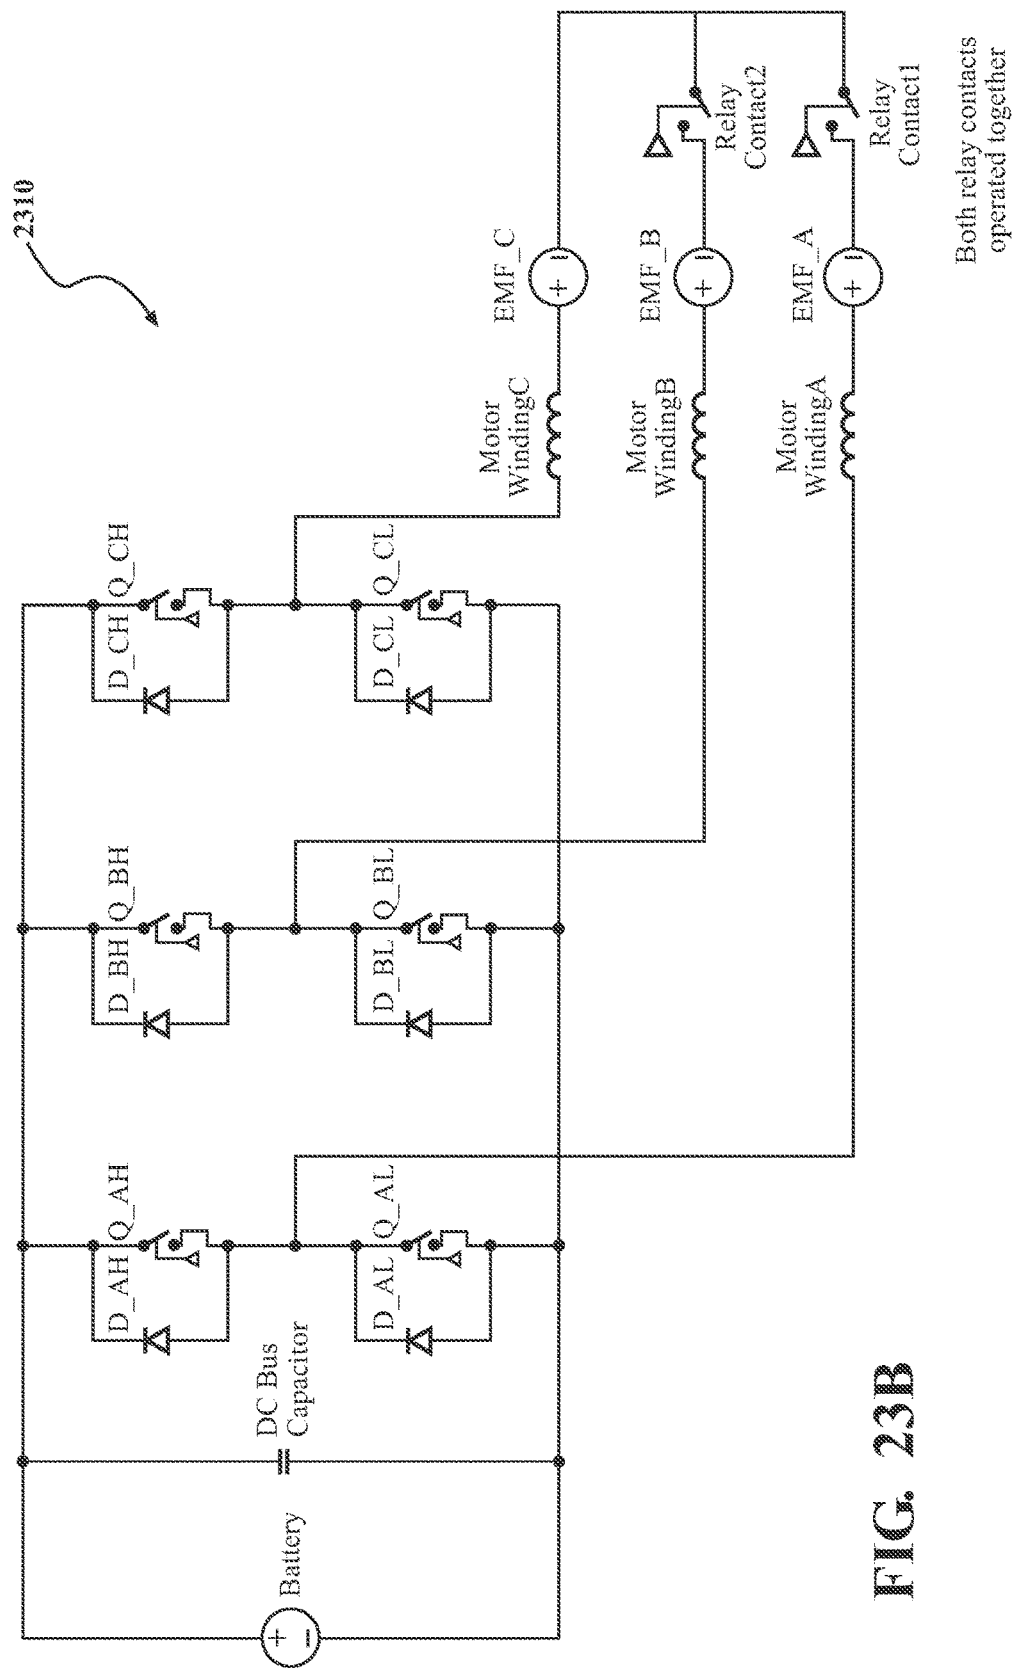 2310
Battery
DC Bus
Capacitor
D_AH
Q_AH
D_AL
Q_AL
D_BH
Q_BH
D_BL
Q_BL
D_CH
Q_CH
D_CL
Q_CL
Motor
WindingC
EMF_C
Motor
WindingB
EMF_B
Relay
Contact2
Motor
WindingA
EMF_A
Relay
Contact1
Both relay contacts
operated together
FIG. 23B